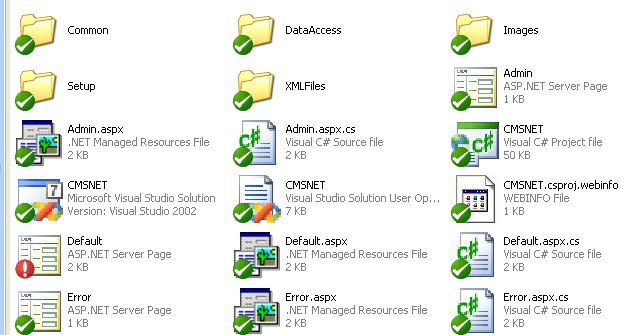 Common
DataAccess
Images
Setup
XMLFiles
Admin
ASP.NET Server Page
1 KB
Admin.aspx
.NET Managed Resources File
2 KB
Admin.aspx.cs
Visual C# Source file
2 KB
CMSNET
Visual C# Project file
50 KB
CMSNET
Microsoft Visual Studio Solution
Version: Visual Studio 2002
CMSNET
Visual Studio Solution User Op...
7 KB
CMSNET.csproj.webinfo
WEBINFO File
1 KB
Default
ASP.NET Server Page
2 KB
Default.aspx
.NET Managed Resources File
2 KB
Default.aspx.cs
Visual C# Source file
2 KB
Error
ASP.NET Server Page
1 KB
Error.aspx
.NET Managed Resources File
2 KB
Error.aspx.cs
Visual C# Source file
2 KB